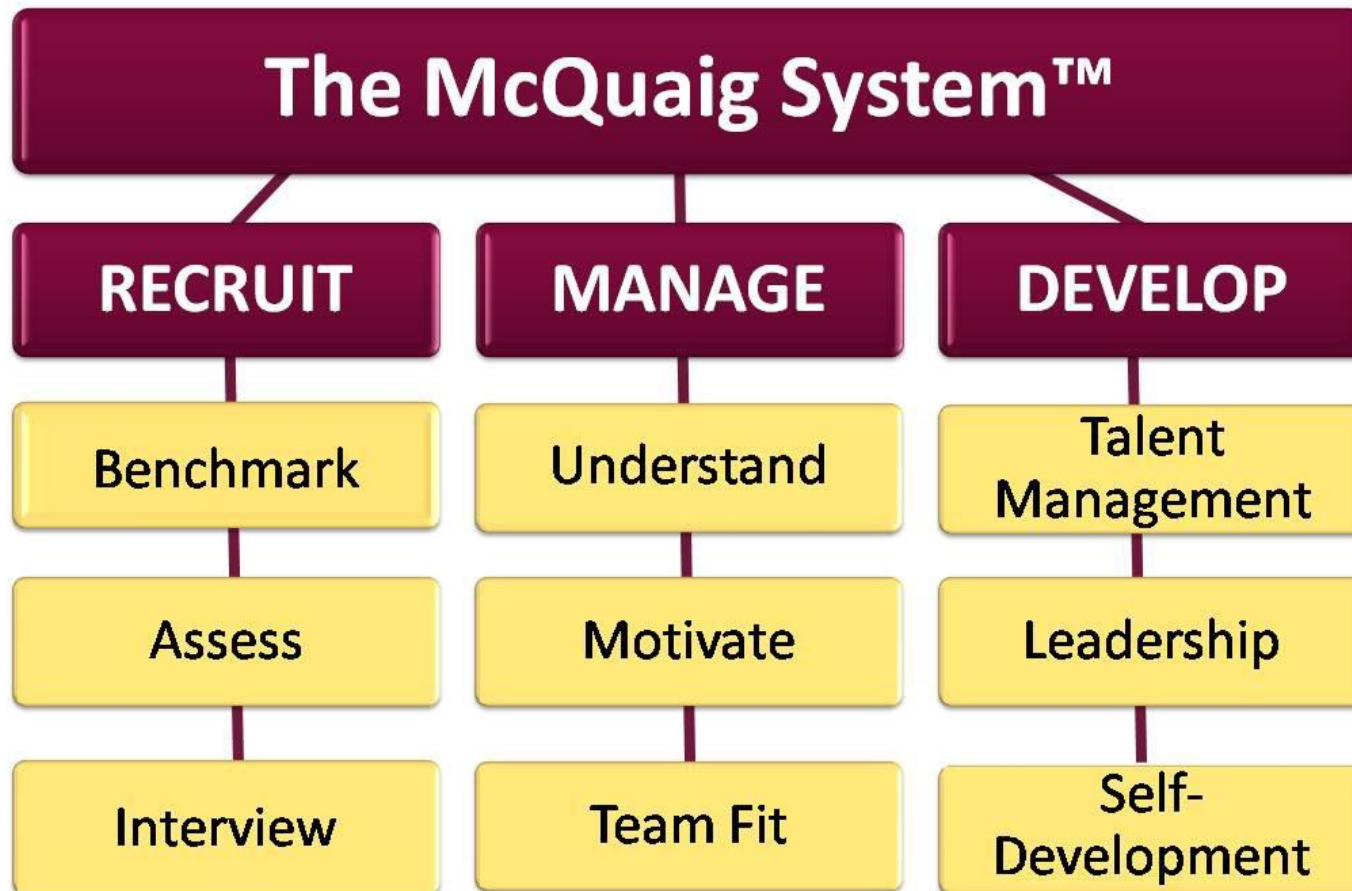 The McQuaig System™
RECRUIT
Benchmark
Assess
Interview
MANAGE
Understand
Motivate
Team Fit
DEVELOP
Talent
Management
Leadership
Self-
Development